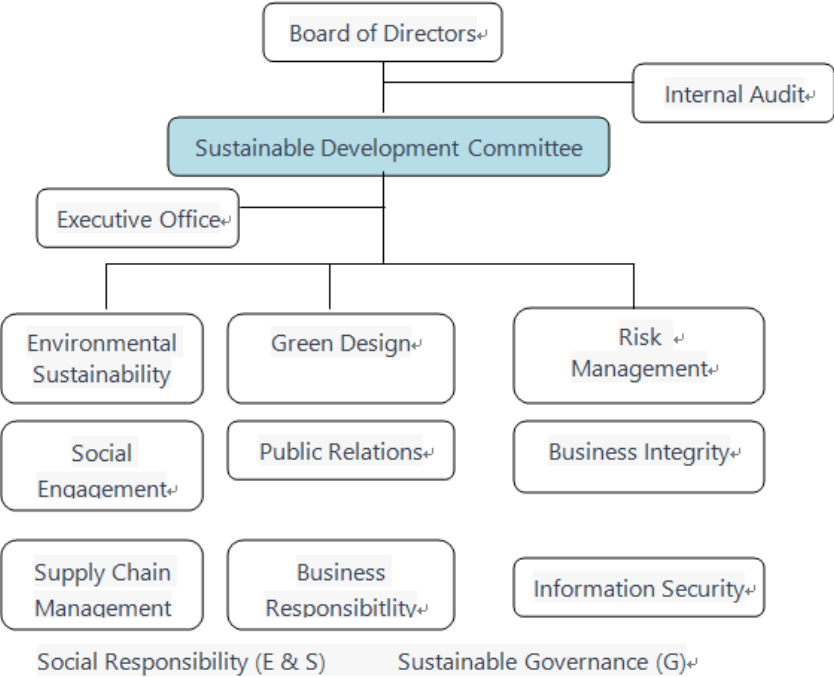 Board of Directors
Internal Audit
Sustainable Development Committee
Executive Office
Environmental
Sustainability
Green Design
Risk
Management
Social
Engagement
Public Relations
Business Integrity
Supply Chain
Management
Business
Responsibitlity
Information Security
Social Responsibility (E & S)
Sustainable Governance (G)